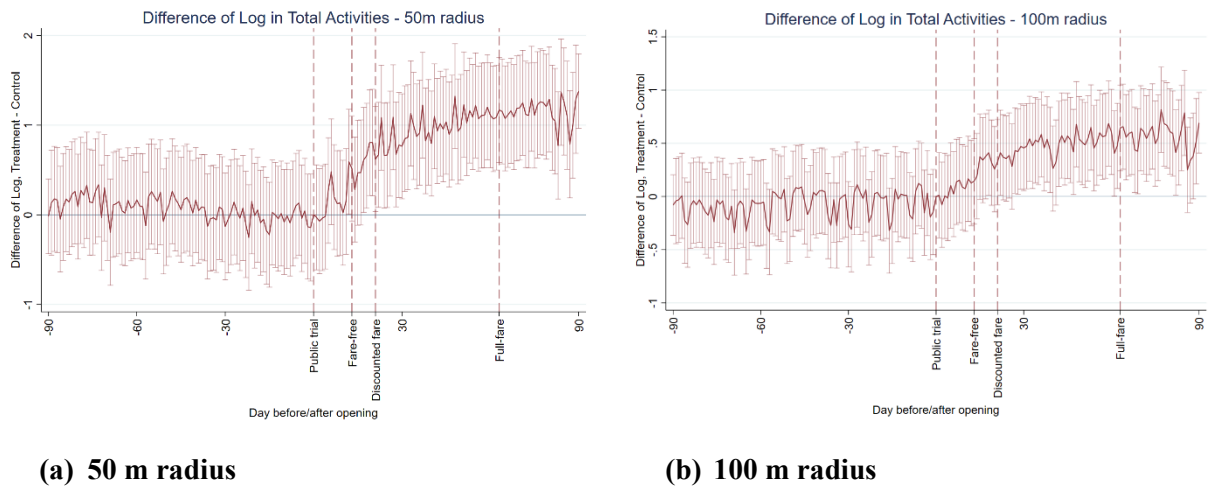 Difference of Log in Total Activities - 50m radius
Difference of Log, Treatment - Control
2
1
0
-1
-90
-60
-30
Public trial
Fare-free
Discounted fare
30
Full-fare
90
Day before/after opening
(a) 50 m radius
Difference of Log in Total Activities - 100m radius
Difference of Log, Treatment - Control
1.5
1
.5
0
-.5
-1
-90
-60
-30
Public trial
Fare-free
Discounted fare
30
Full-fare
90
Day before/after opening
(b) 100 m radius